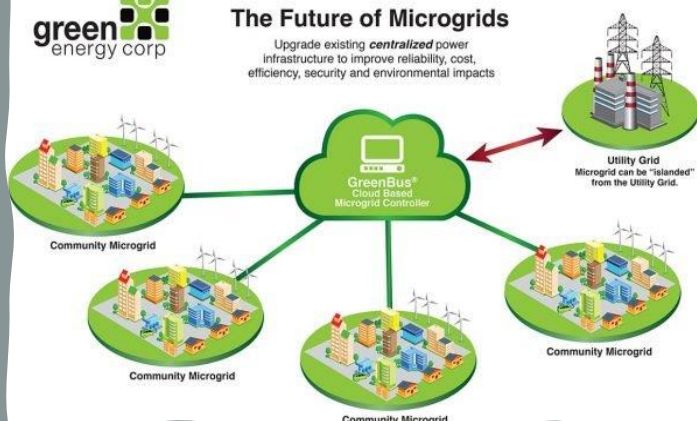 green
energy corp
The Future of Microgrids
Upgrade existing centralized power
infrastructure to improve reliability, cost,
efficiency, security and environmental impacts
GreenBus®
Cloud Based
Microgrid Controller
Utility Grid
Microgrid can be "islanded"
from the Utility Grid.
Community Microgrid
Community Microgrid
Community Microgrid
Community Microgrid